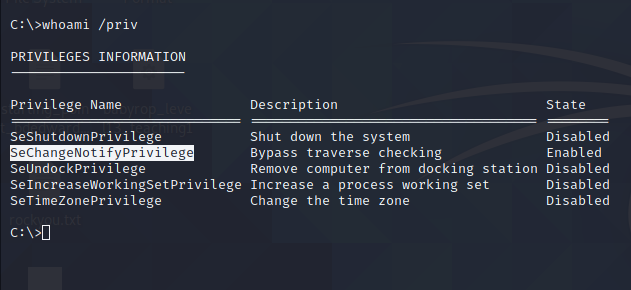 C:\>whoami /priv
PRIVILEGES INFORMATION
Privilege Name Description State
SeShutdownPrivilege Shut down the system Disabled
SeChangeNotifyPrivilege Bypass traverse checking Enabled
SeUndockPrivilege Remove computer from docking station Disabled
SeIncreaseWorkingSetPrivilege Increase a process working set Disabled
SeTimeZonePrivilege Change the time zone Disabled
rockyou.txt
C:\>